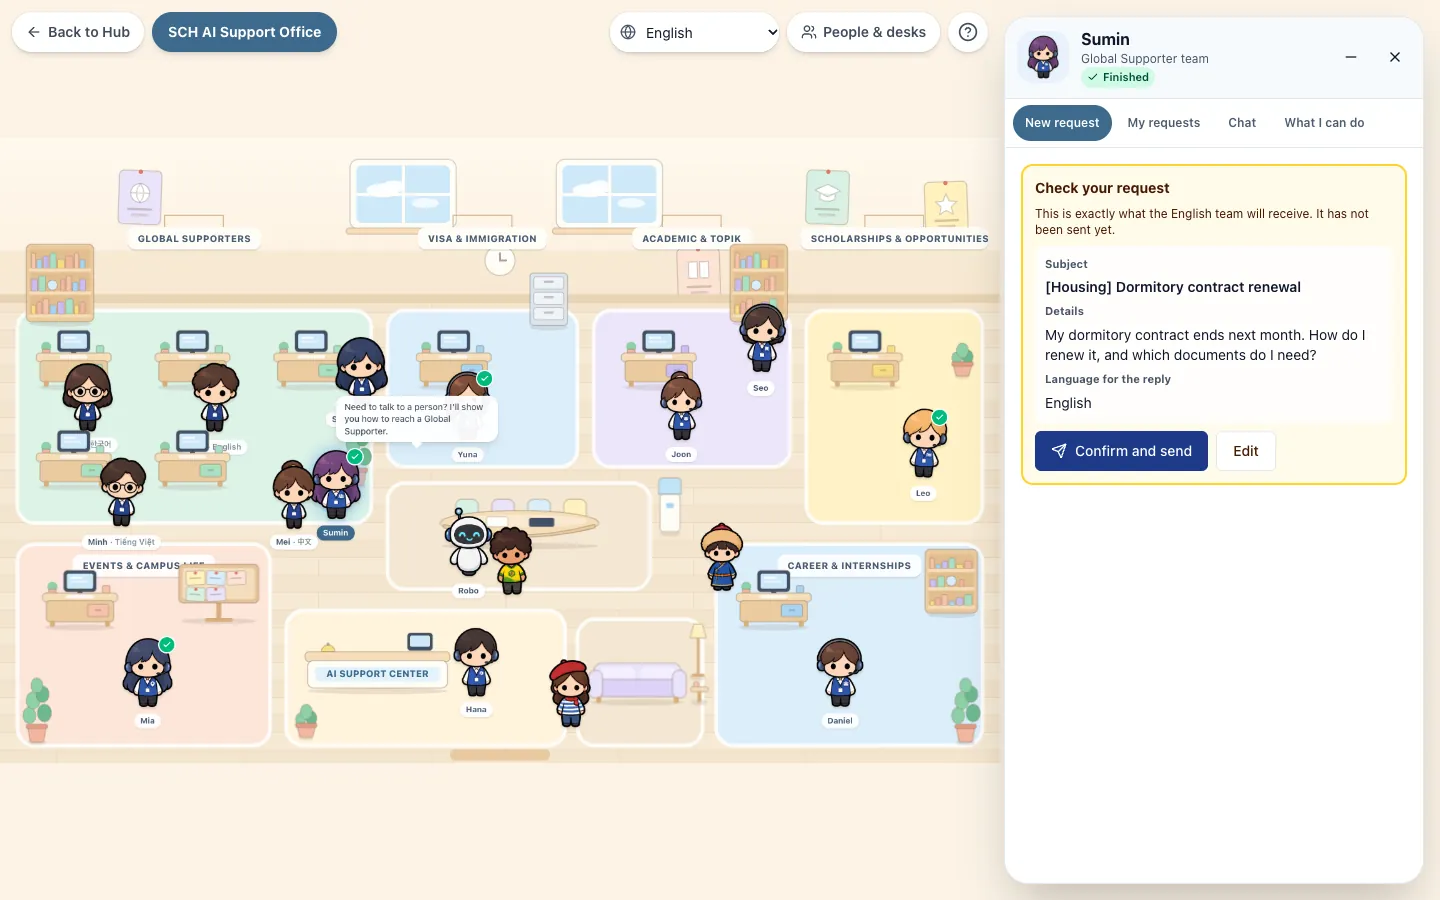 Back to Hub
SCH AI Support Office
English
People & desks
GLOBAL SUPPORTERS
VISA & IMMIGRATION
ACADEMIC & TOPIK
SCHOLARSHIPS & OPPORTUNITIES
Seo
한국어
English
Need to talk to a person? I'll show
you how to reach a Global
Supporter.
Yuna
Joon
Leo
Sumin
Minh · Tiếng Việt
Mei · 中文
EVENTS & CAMPUS
Robo
CAREER & INTERNSHIPS
AI SUPPORT CENTER
Mia
Hana
Daniel
Sumin
Global Supporter team
Finished
New request
My requests
Chat
What I can do
Check your request
This is exactly what the English team will receive. It has not
been sent yet.
Subject
[Housing] Dormitory contract renewal
Details
My dormitory contract ends next month. How do I
renew it, and which documents do I need?
Language for the reply
English
Confirm and send
Edit